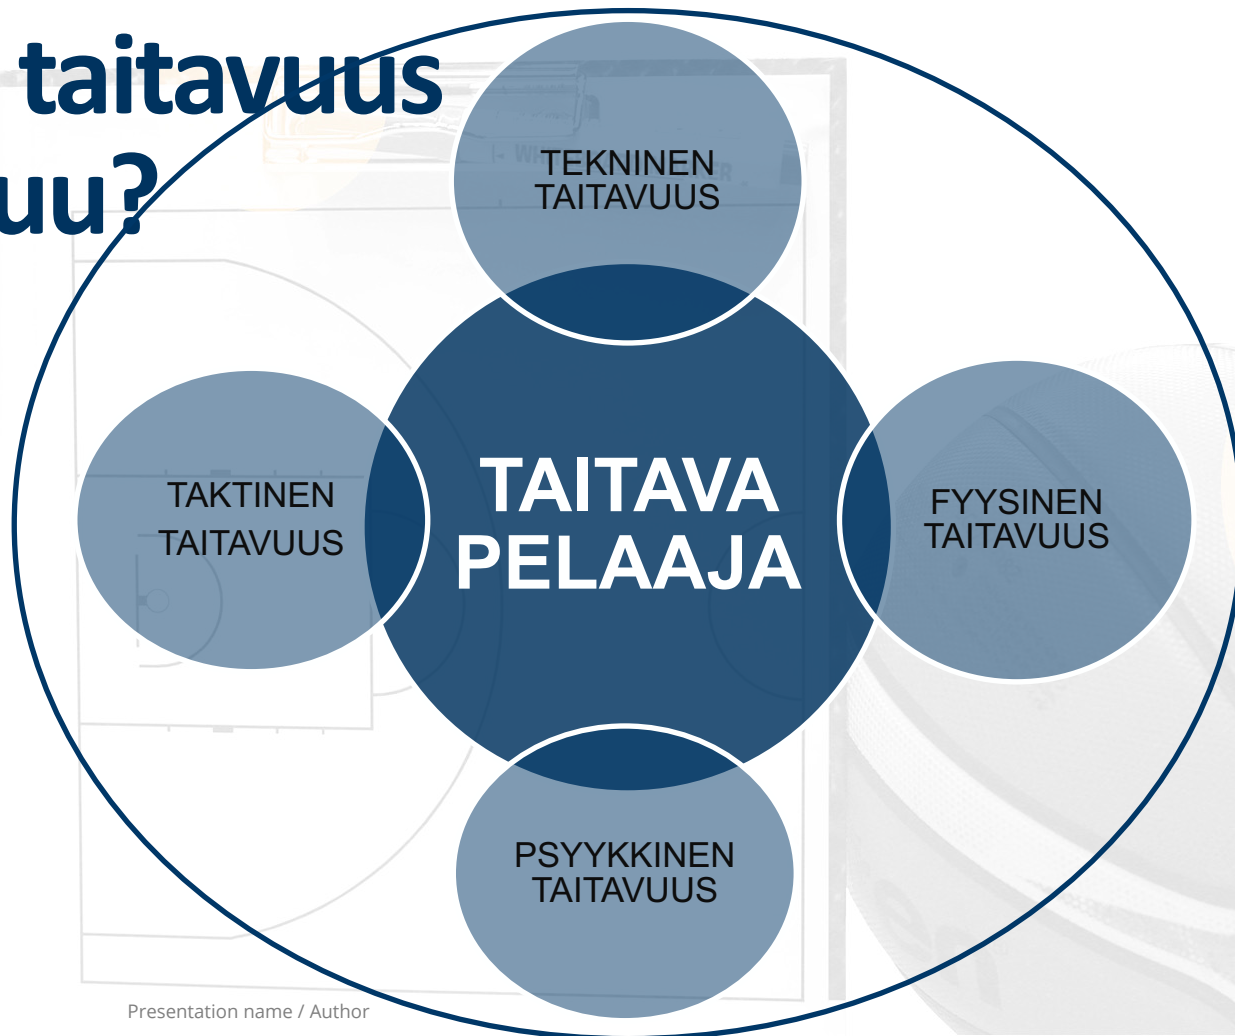 taitavuus
uu?
TEKNINEN
TAITAVUUS
TAKTINEN
TAITAVUUS
TAITAVA
PELAAJA
FYYSINEN
TAITAVUUS
PSYYKKINEN
TAITAVUUS
Presentation name / Author